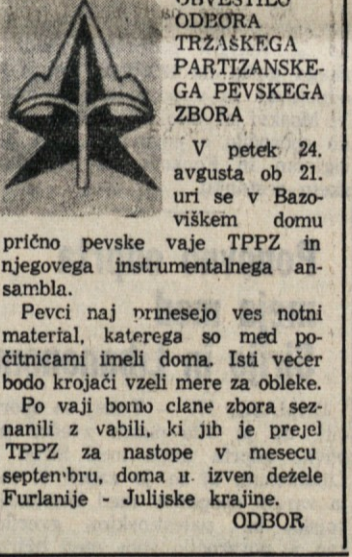 OBVESTILO
ODBORA
TRŽAŠKEGA
PARTIZANSKE-
GA PEVSKEGA
ZBORA
V petek 24.
avgusta ob 21.
uri se v Bazo-
viškem domu
prično pevske vaje TPPZ in
njegovega instrumentalnega an-
sambla.
Pevci naj prinesejo ves notni
material, katerega so med po-
čitnicami imeli doma. Isti večer
bodo krojači vzeli mere za obleke.
Po vaji bomo clane zbora sez-
nanili z vabili, ki jih je prejel
TPPZ za nastope v mesecu
septembru, doma in izven dežele
Furlanije - Julijske krajine.
ODBOR